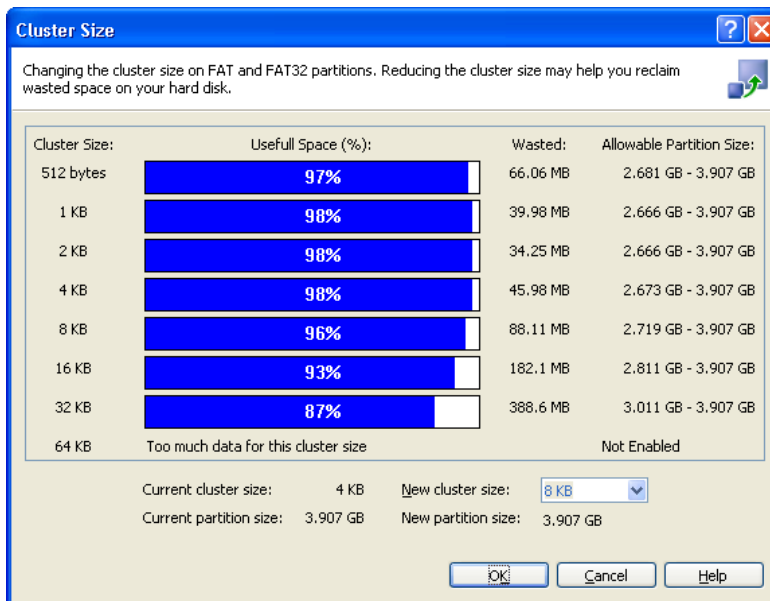 Cluster Size
Changing the cluster size on FAT and FAT32 partitions. Reducing the cluster size may help you reclaim
wasted space on your hard disk.
Cluster Size: Usefull Space (%): Wasted: Allowable Partition Size:
512 bytes 97% 66.06 MB 2.681 GB - 3.907 GB
1 KB 98% 39.98 MB 2.666 GB - 3.907 GB
2 KB 98% 34.25 MB 2.666 GB - 3.907 GB
4 KB 98% 45.98 MB 2.673 GB - 3.907 GB
8 KB 96% 88.11 MB 2.719 GB - 3.907 GB
16 KB 93% 182.1 MB 2.811 GB - 3.907 GB
32 KB 87% 388.6 MB 3.011 GB - 3.907 GB
64 KB Too much data for this cluster size Not Enabled
Current cluster size: 4 KB New cluster size: 8 KB
Current partition size: 3.907 GB New partition size: 3.907 GB
OK Cancel Help